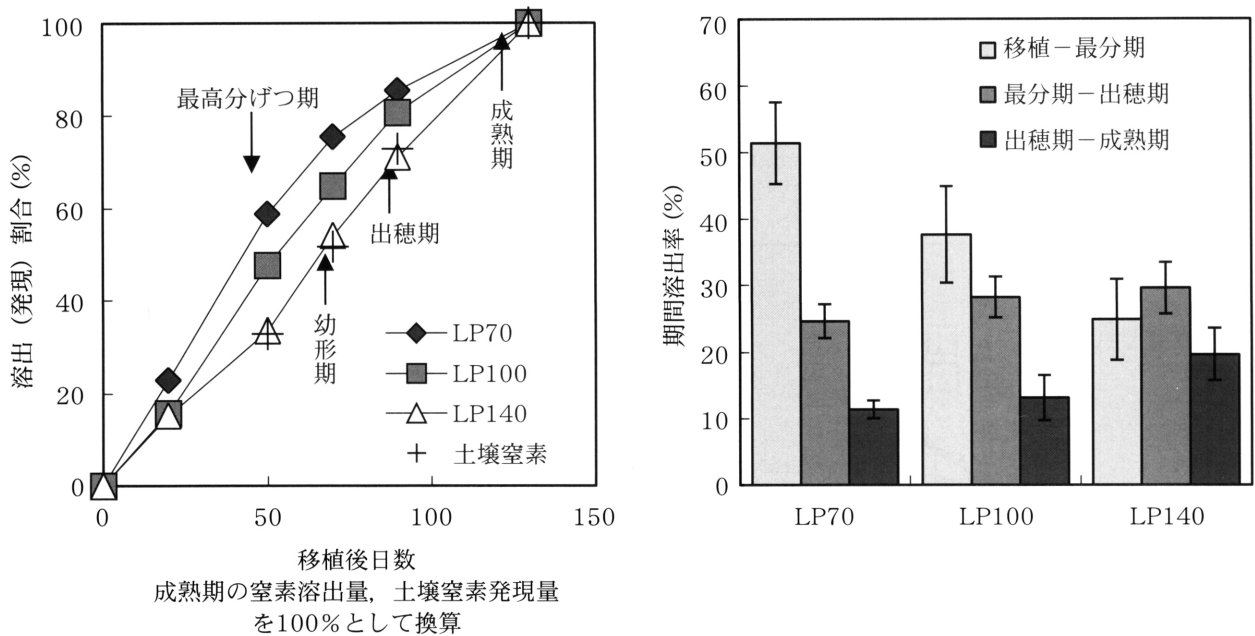 100
80
60
40
20
0
溶出（発現）割合（%）
最高分げつ期
成熟期
出穂期
幼形期
LP70
LP100
LP140
土壌窒素
0
50
100
150
移植後日数
成熟期の窒素溶出量，土壌窒素発現量
を100%として換算
70
60
50
40
30
20
10
0
期間溶出率（%）
移植－最分期
最分期－出穂期
出穂期－成熟期
LP70
LP100
LP140